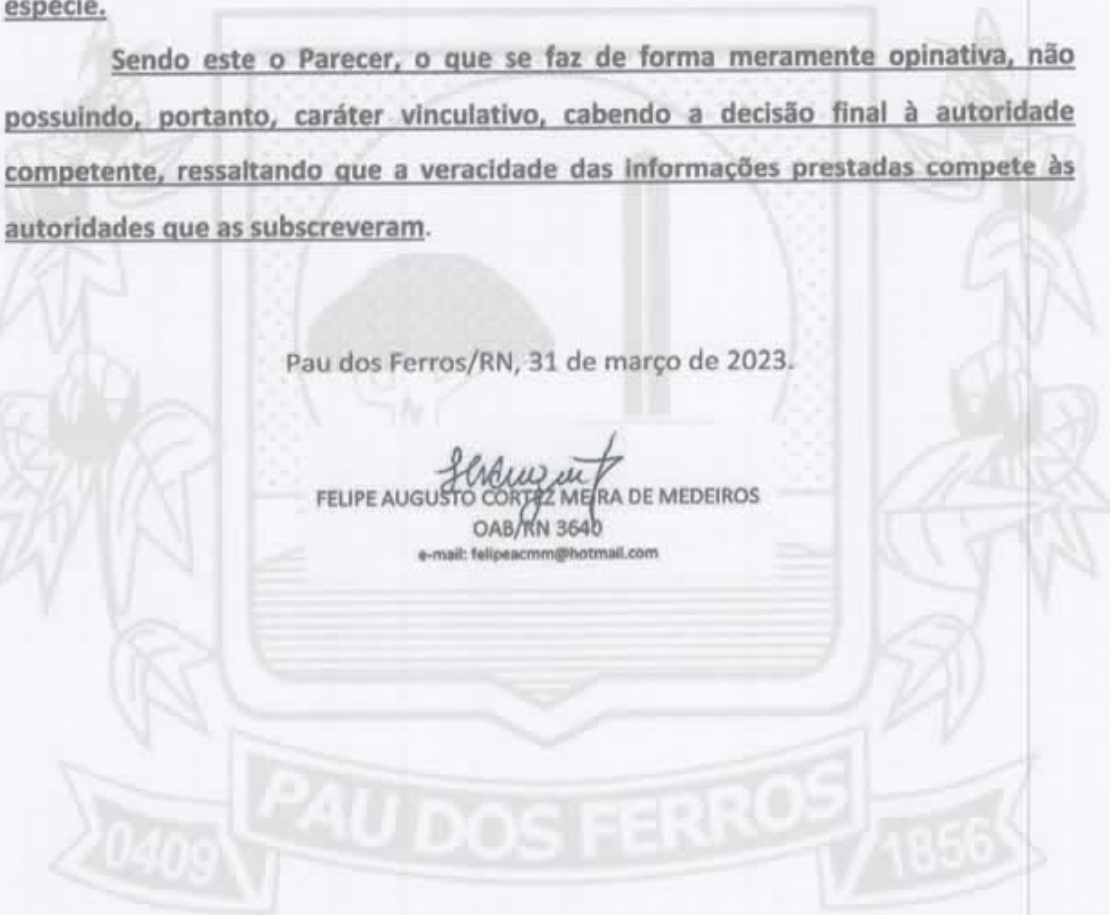 espécie.
Sendo este o Parecer, o que se faz de forma meramente opinativa, não
possuindo, portanto, caráter vinculativo, cabendo a decisão final à autoridade
competente, ressaltando que a veracidade das informações prestadas compete às
autoridades que as subscreveram.
Pau dos Ferros/RN, 31 de março de 2023.
FELIPE AUGUSTO CORTEZ MEIRA DE MEDEIROS
OAB/RN 3640
e-mail: felipeacmm@hotmail.com
PAU DOS FERROS
0409 1856